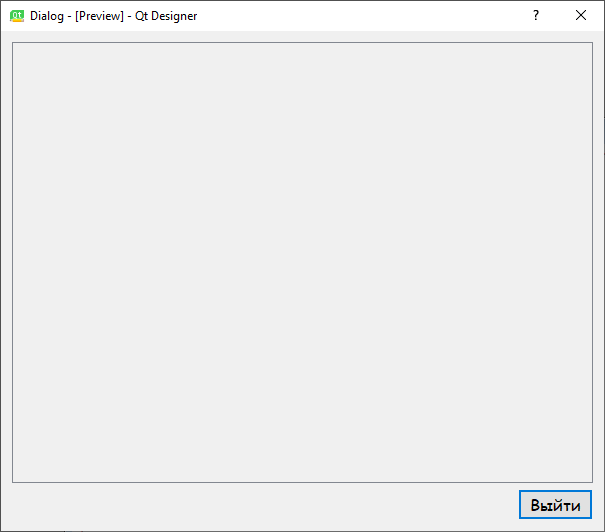 Dialog - [Preview] - Qt Designer
Выйти